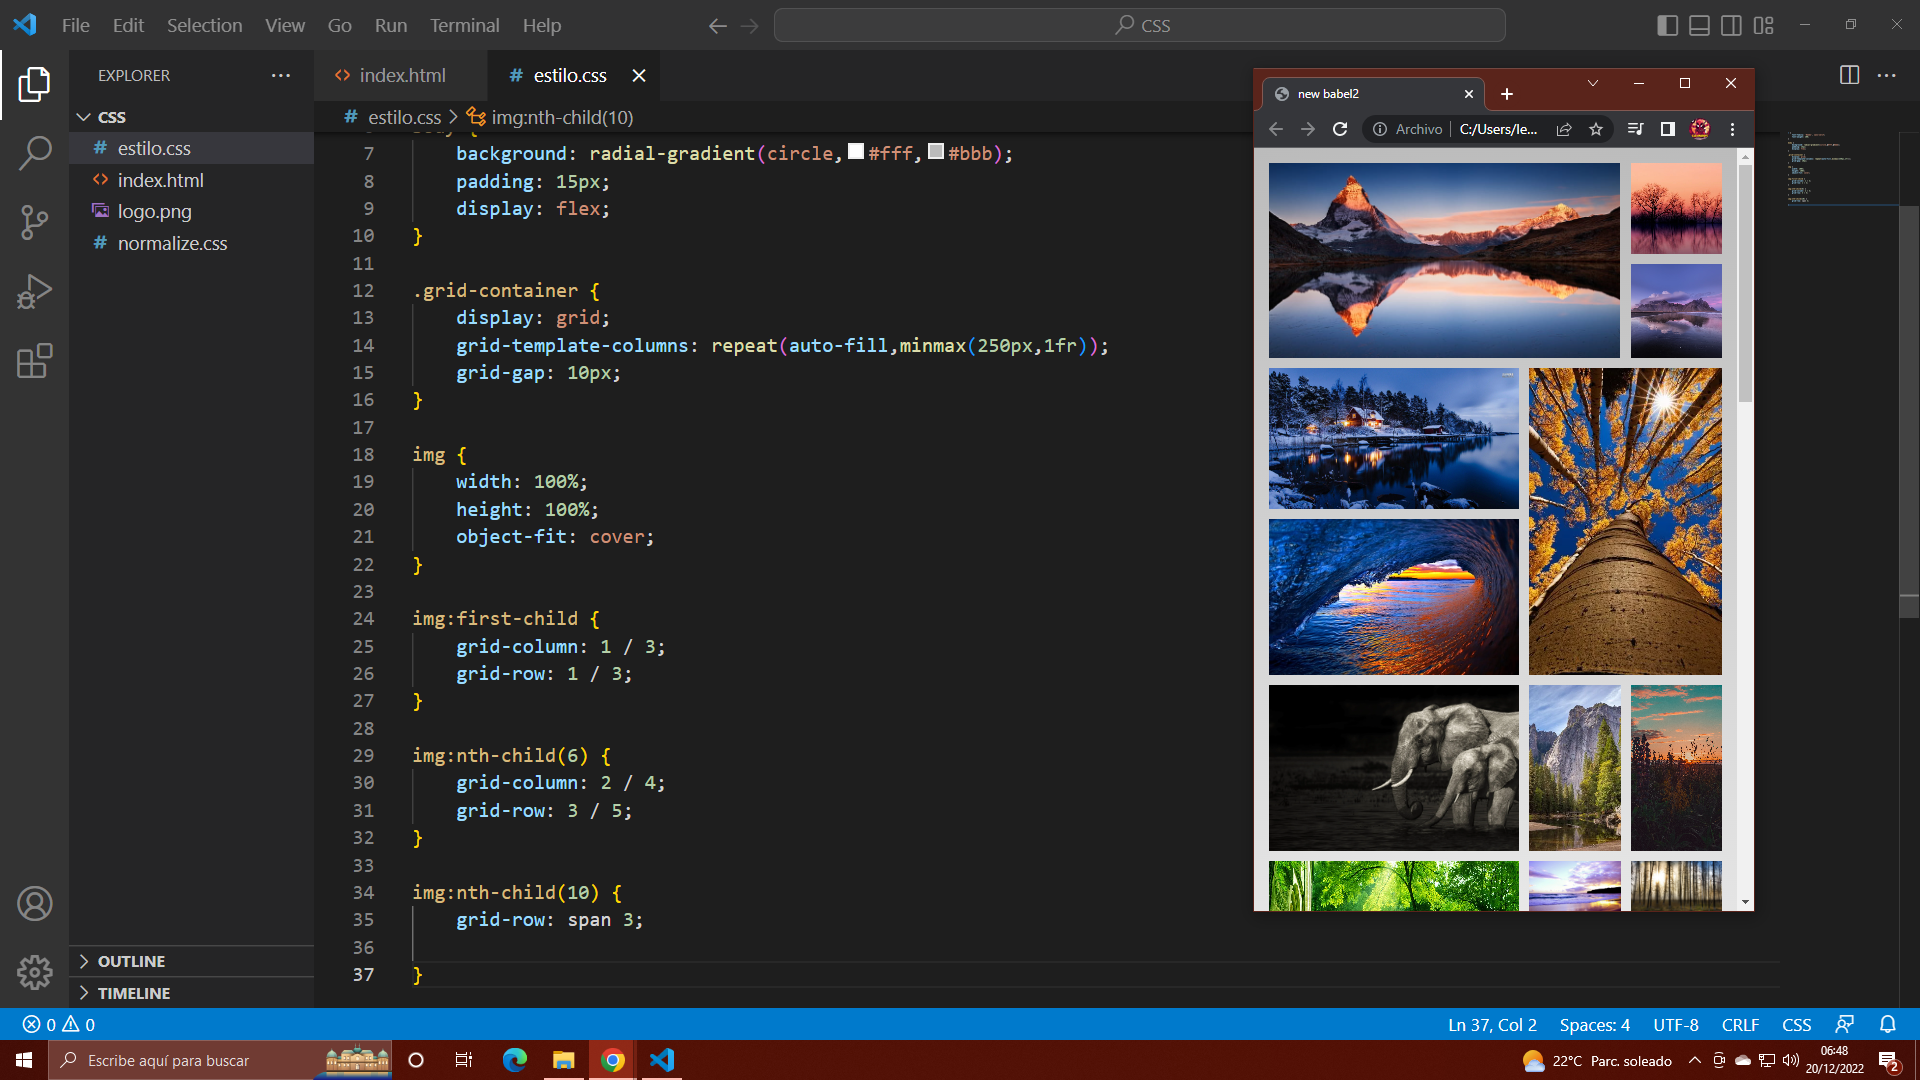 File Edit Selection View Go Run Terminal Help
CSS
EXPLORER
CSS
estilo.css
index.html
logo.png
normalize.css
OUTLINE
TIMELINE
index.html
# estilo.css
# estilo.css > img:nth-child(10)
7 background: radial-gradient(circle, #fff, #bbb);
8 padding: 15px;
9 display: flex;
10 }
11
12 .grid-container {
13 display: grid;
14 grid-template-columns: repeat(auto-fill,minmax(250px,1fr));
15 grid-gap: 10px;
16 }
17
18 img {
19 width: 100%;
20 height: 100%;
21 object-fit: cover;
22 }
23
24 img:first-child {
25 grid-column: 1 / 3;
26 grid-row: 1 / 3;
27 }
28
29 img:nth-child(6) {
30 grid-column: 2 / 4;
31 grid-row: 3 / 5;
32 }
33
34 img:nth-child(10) {
35 grid-row: span 3;
36
37 }
new babel2
Archivo | C:/Users/le...
0 0
Ln 37, Col 2 Spaces: 4 UTF-8 CRLF CSS
Escribe aquí para buscar
22°C Parc. soleado
06:48
20/12/2022
2